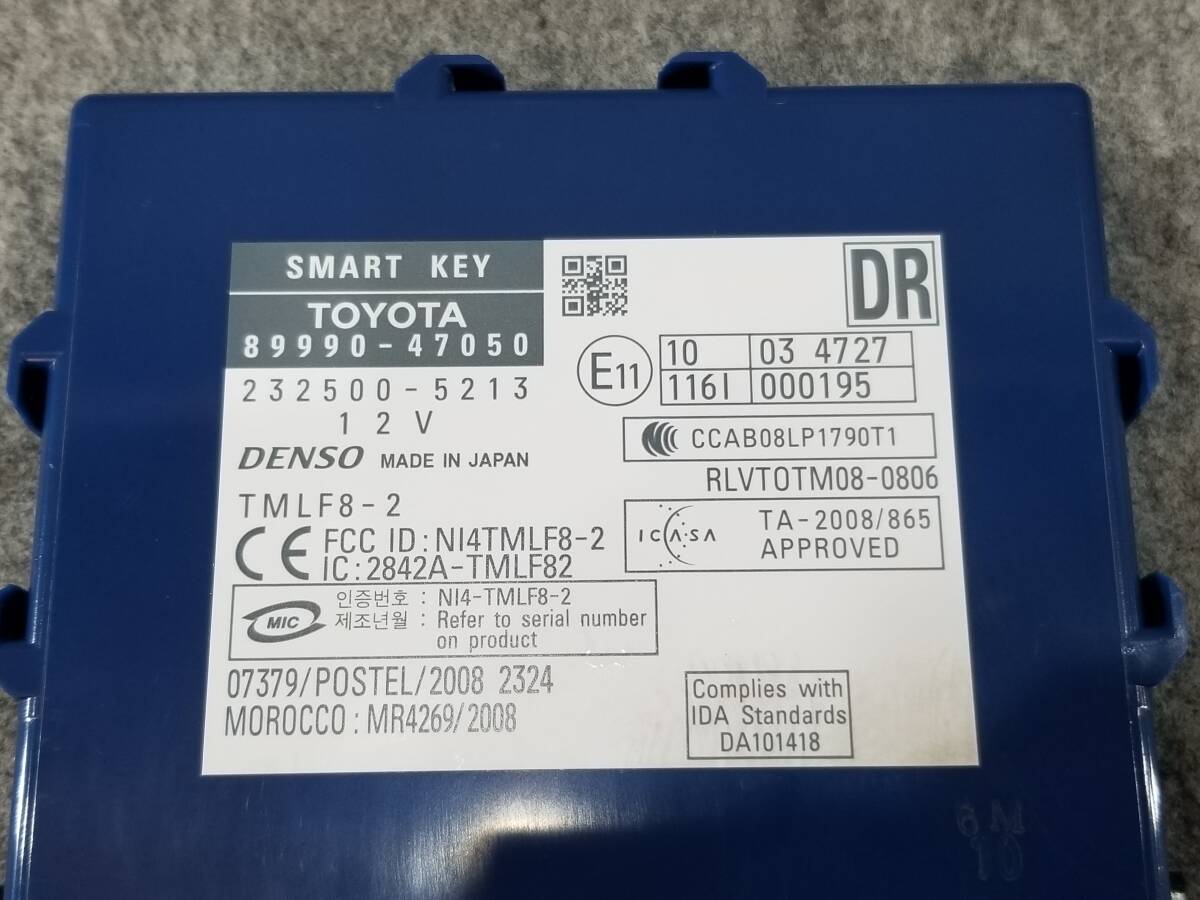 SMART KEY
TOYOTA
89990-47050
232500-5213
12V
DENSO MADE IN JAPAN
TMLF8-2
CE FCC ID:NI4TMLF8-2
IC:2842A-TMLF82
MIC
인증번호 : NI4-TMLF8-2
제조년월 : Refer to serial number
on product
07379/POSTEL/2008 2324
MOROCCO:MR4269/2008
DR
E11
10 03 4727
116I 000195
CCAB08LP1790T1
RLVTOTM08-0806
ICASA
TA-2008/865
APPROVED
Complies with
IDA Standards
DA101418
6 M
10